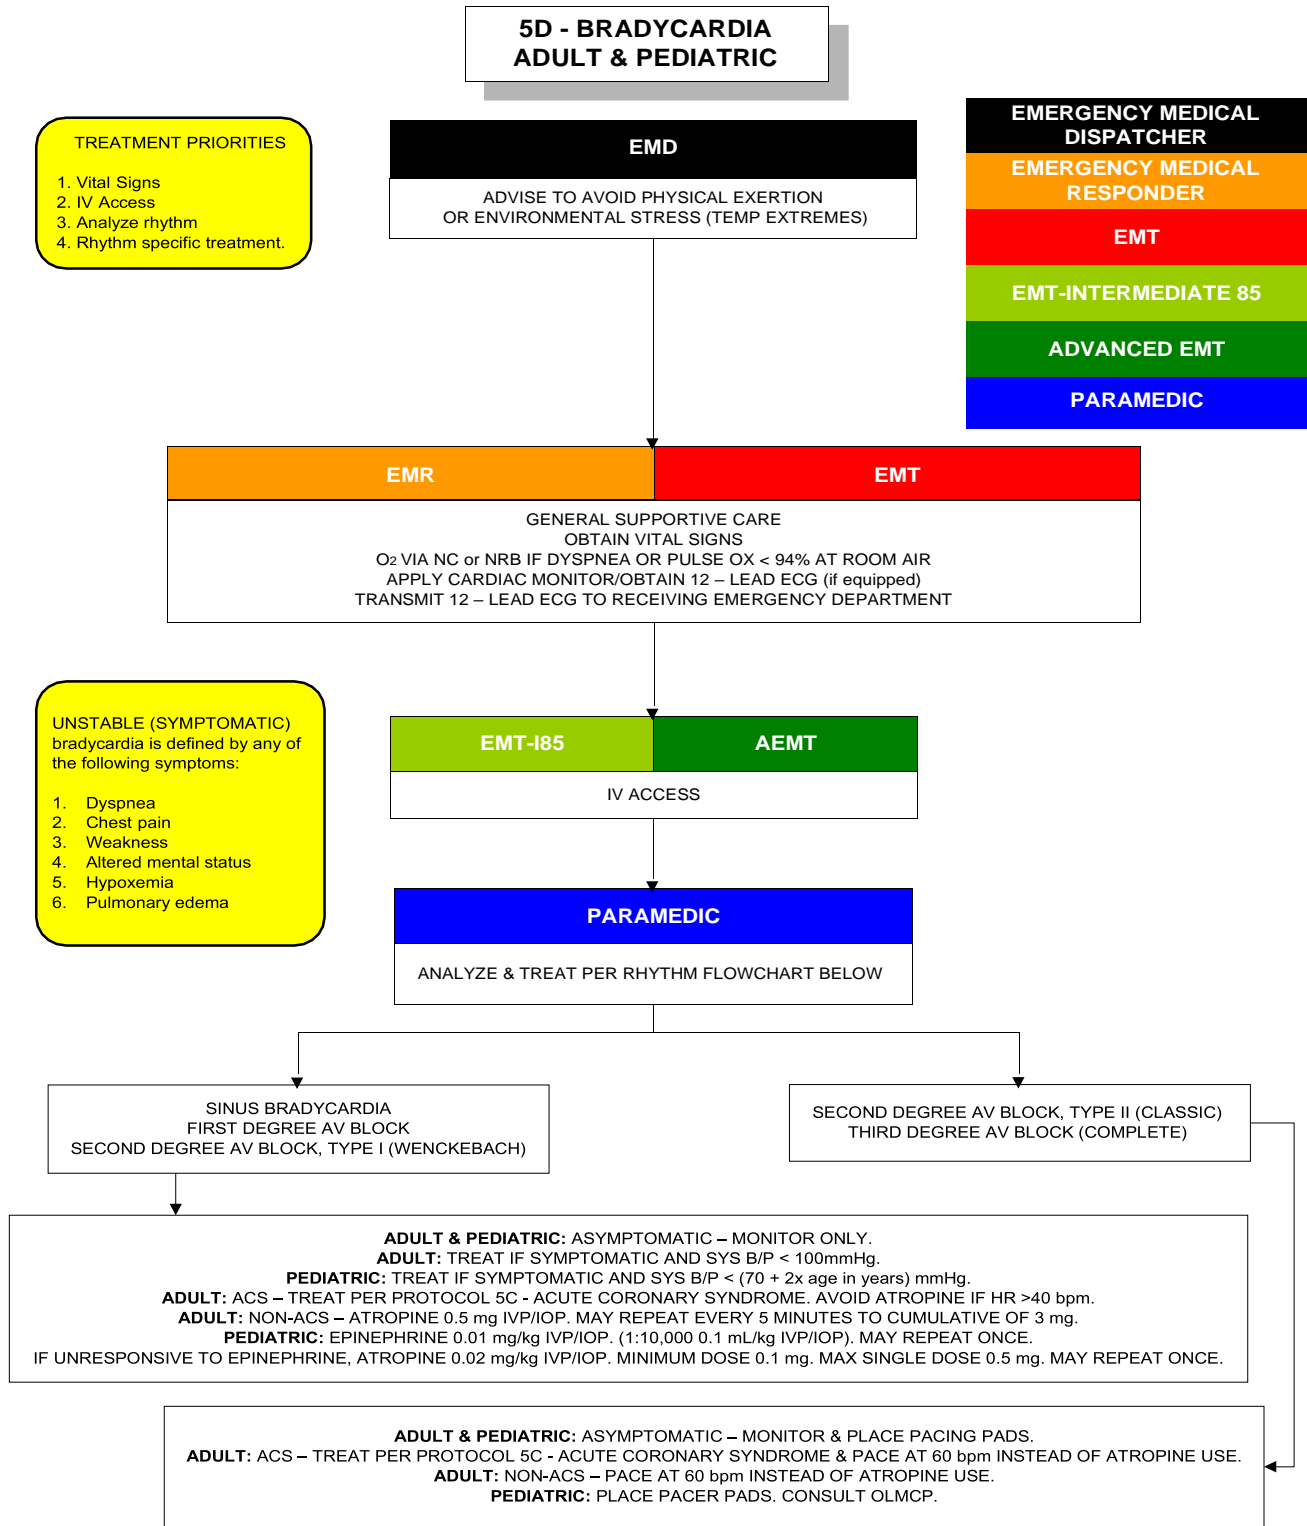 5D - BRADYCARDIA
ADULT & PEDIATRIC
TREATMENT PRIORITIES
1. Vital Signs
2. IV Access
3. Analyze rhythm
4. Rhythm specific treatment.
EMD
ADVISE TO AVOID PHYSICAL EXERTION
OR ENVIRONMENTAL STRESS (TEMP EXTREMES)
EMERGENCY MEDICAL
DISPATCHER
EMERGENCY MEDICAL
RESPONDER
EMT
EMT-INTERMEDIATE 85
ADVANCED EMT
PARAMEDIC
EMR
EMT
GENERAL SUPPORTIVE CARE
OBTAIN VITAL SIGNS
O2 VIA NC or NRB IF DYSPNEA OR PULSE OX < 94% AT ROOM AIR
APPLY CARDIAC MONITOR/OBTAIN 12 – LEAD ECG (if equipped)
TRANSMIT 12 – LEAD ECG TO RECEIVING EMERGENCY DEPARTMENT
UNSTABLE (SYMPTOMATIC)
bradycardia is defined by any of
the following symptoms:
1. Dyspnea
2. Chest pain
3. Weakness
4. Altered mental status
5. Hypoxemia
6. Pulmonary edema
EMT-I85
AEMT
IV ACCESS
PARAMEDIC
ANALYZE & TREAT PER RHYTHM FLOWCHART BELOW
SINUS BRADYCARDIA
FIRST DEGREE AV BLOCK
SECOND DEGREE AV BLOCK, TYPE I (WENCKEBACH)
SECOND DEGREE AV BLOCK, TYPE II (CLASSIC)
THIRD DEGREE AV BLOCK (COMPLETE)
ADULT & PEDIATRIC: ASYMPTOMATIC – MONITOR ONLY.
ADULT: TREAT IF SYMPTOMATIC AND SYS B/P < 100mmHg.
PEDIATRIC: TREAT IF SYMPTOMATIC AND SYS B/P < (70 + 2x age in years) mmHg.
ADULT: ACS – TREAT PER PROTOCOL 5C - ACUTE CORONARY SYNDROME. AVOID ATROPINE IF HR >40 bpm.
ADULT: NON-ACS – ATROPINE 0.5 mg IVP/IOP. MAY REPEAT EVERY 5 MINUTES TO CUMULATIVE OF 3 mg.
PEDIATRIC: EPINEPHRINE 0.01 mg/kg IVP/IOP. (1:10,000 0.1 mL/kg IVP/IOP). MAY REPEAT ONCE.
IF UNRESPONSIVE TO EPINEPHRINE, ATROPINE 0.02 mg/kg IVP/IOP. MINIMUM DOSE 0.1 mg. MAX SINGLE DOSE 0.5 mg. MAY REPEAT ONCE.
ADULT & PEDIATRIC: ASYMPTOMATIC – MONITOR & PLACE PACING PADS.
ADULT: ACS – TREAT PER PROTOCOL 5C - ACUTE CORONARY SYNDROME & PACE AT 60 bpm INSTEAD OF ATROPINE USE.
ADULT: NON-ACS – PACE AT 60 bpm INSTEAD OF ATROPINE USE.
PEDIATRIC: PLACE PACER PADS. CONSULT OLMCP.